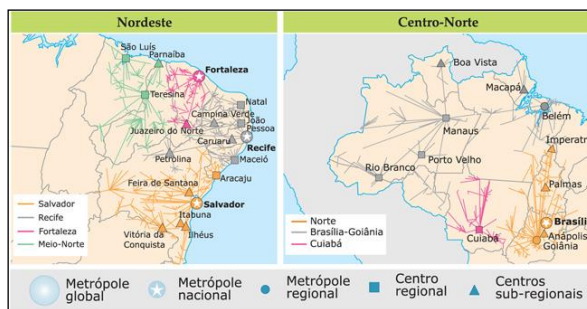 Nordeste
São Luís
Parnaíba
Fortaleza
Teresina
Natal
Campina Verde
João
Pessoa
Juazeiro do Norte
Caruaru
Recife
Petrolina
Maceió
Aracaju
Feira de Santana
Salvador
Itabuna
Vitória da
Conquista
Ilhéus
Salvador
Recife
Fortaleza
Meio-Norte
Centro-Norte
Boa Vista
Macapá
Belém
Manaus
Imperatr
Porto Velho
Rio Branco
Palmas
Brasíli
Cuiabá
Anápolis
Goiânia
Norte
Brasília-Goiânia
Cuiabá
Metrópole
global
Metrópole
nacional
Metrópole
regional
Centro
regional
Centros
sub-regionais